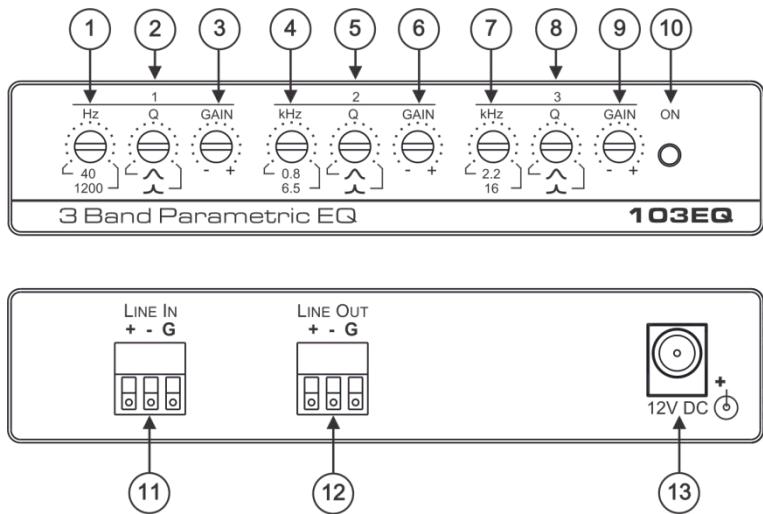 1 2 3 4 5 6 7 8 9 10
1 2 3
Hz Q GAIN kHz Q GAIN kHz Q GAIN ON
40 - + 0.8 - + 2.2 - +
1200 6.5 16
3 Band Parametric EQ 103EQ
LINE IN LINE OUT
+ - G + - G
+
12V DC
11 12 13